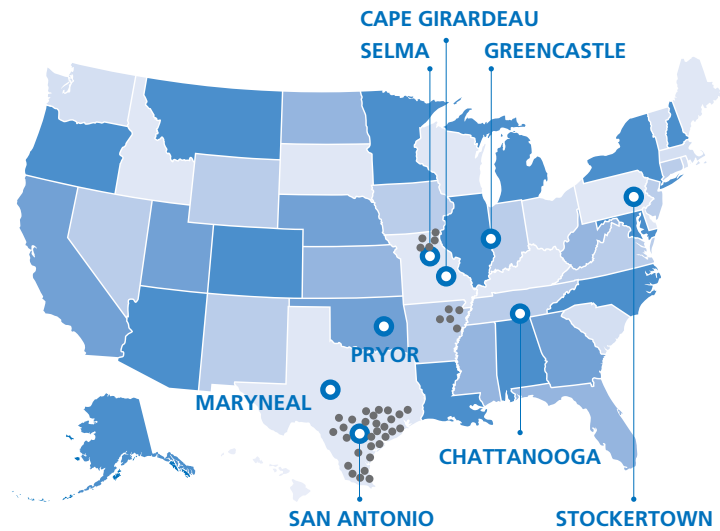 CAPE GIRARDEAU
SELMA
GREENCASTLE
PRYOR
MARYNEAL
CHATTANOOGA
SAN ANTONIO
STOCKERTOWN